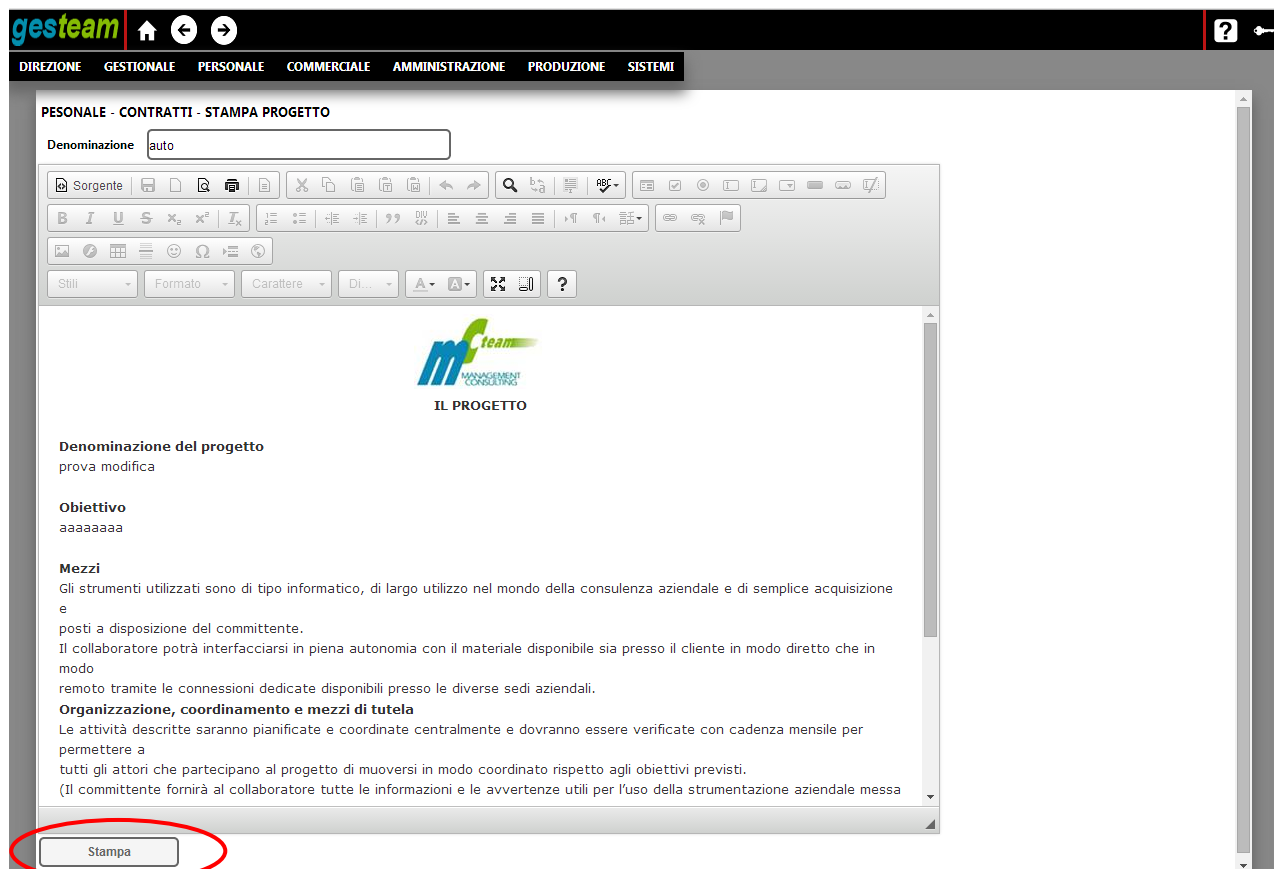 gesteam
?
DIREZIONE GESTIONALE PERSONALE COMMERCIALE AMMINISTRAZIONE PRODUZIONE SISTEMI
PESONALE - CONTRATTI - STAMPA PROGETTO
Denominazione auto
Sorgente
ABC
B I U S x₂ x² Tx
DIV
Stili Formato Carattere Di... A A ?
mc team
MANAGEMENT
CONSULTING
IL PROGETTO
Denominazione del progetto
prova modifica
Obiettivo
aaaaaaaa
Mezzi
Gli strumenti utilizzati sono di tipo informatico, di largo utilizzo nel mondo della consulenza aziendale e di semplice acquisizione
e
posti a disposizione del committente.
Il collaboratore potrà interfacciarsi in piena autonomia con il materiale disponibile sia presso il cliente in modo diretto che in
modo
remoto tramite le connessioni dedicate disponibili presso le diverse sedi aziendali.
Organizzazione, coordinamento e mezzi di tutela
Le attività descritte saranno pianificate e coordinate centralmente e dovranno essere verificate con cadenza mensile per
permettere a
tutti gli attori che partecipano al progetto di muoversi in modo coordinato rispetto agli obiettivi previsti.
(Il committente fornirà al collaboratore tutte le informazioni e le avvertenze utili per l'uso della strumentazione aziendale messa
Stampa